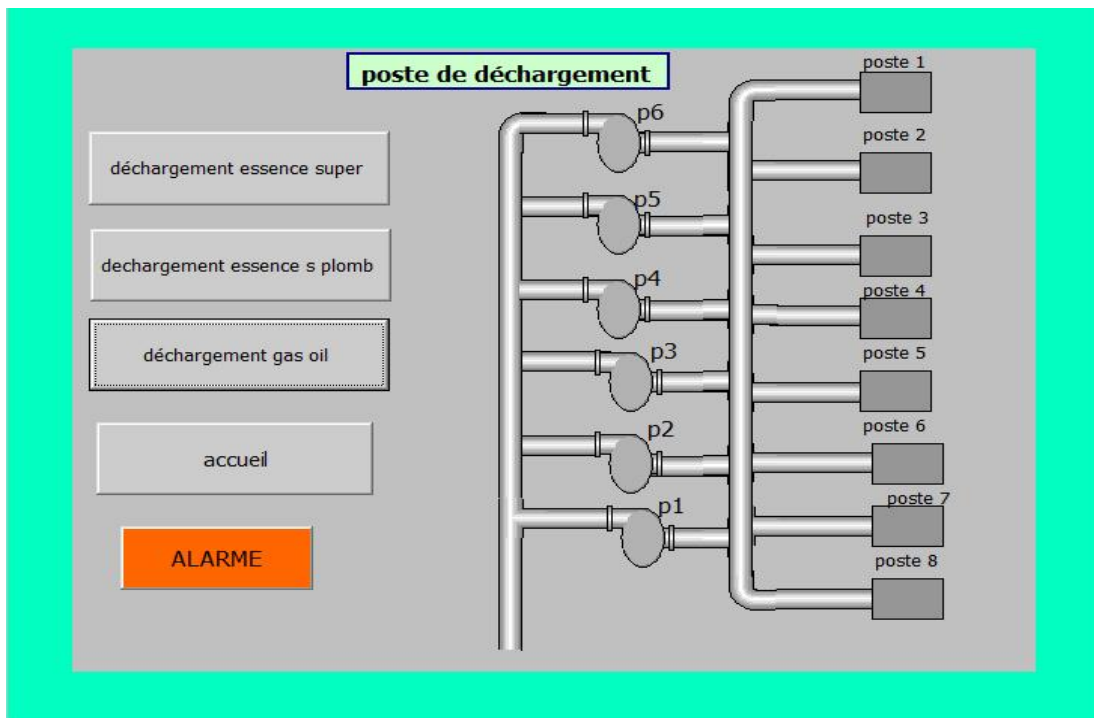 poste de déchargement
déchargement essence super
dechargement essence s plomb
déchargement gas oil
accueil
ALARME
p6
p5
p4
p3
p2
p1
poste 1
poste 2
poste 3
poste 4
poste 5
poste 6
poste 7
poste 8